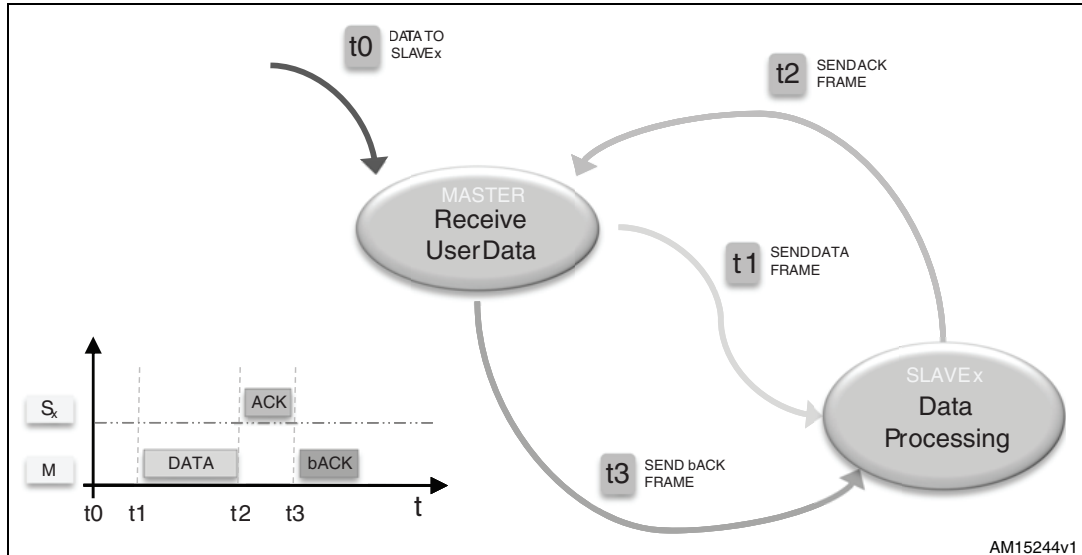 t0 DATA TO
SLAVEx
t2 SENDACK
FRAME
MASTER
Receive
UserData
t1 SENDDATA
FRAME
SLAVEx
Data
Processing
t3 SEND bACK
FRAME
Sx
ACK
M
DATA
bACK
t0 t1 t2 t3 t
AM15244v1